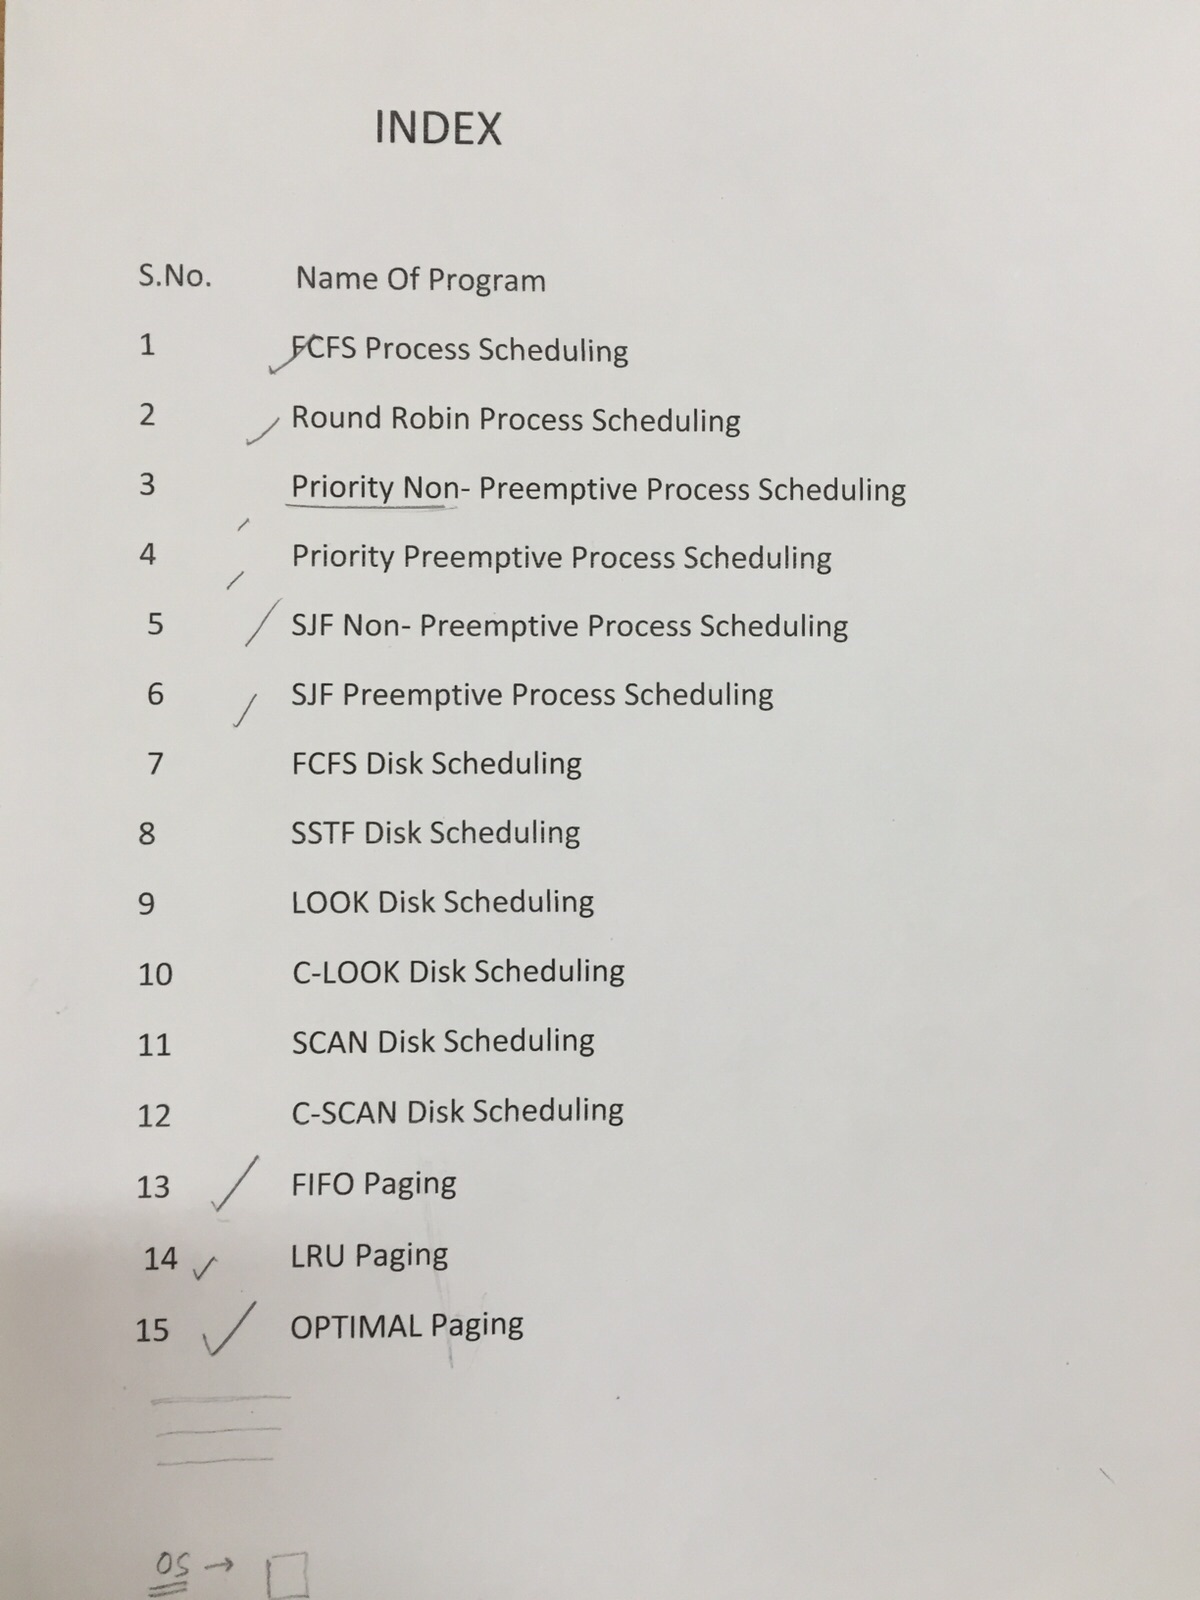 INDEX
S.No. Name Of Program
1 FCFS Process Scheduling
2 Round Robin Process Scheduling
3 Priority Non- Preemptive Process Scheduling
4 Priority Preemptive Process Scheduling
5 SJF Non- Preemptive Process Scheduling
6 SJF Preemptive Process Scheduling
7 FCFS Disk Scheduling
8 SSTF Disk Scheduling
9 LOOK Disk Scheduling
10 C-LOOK Disk Scheduling
11 SCAN Disk Scheduling
12 C-SCAN Disk Scheduling
13 FIFO Paging
14 LRU Paging
15 OPTIMAL Paging
OS →